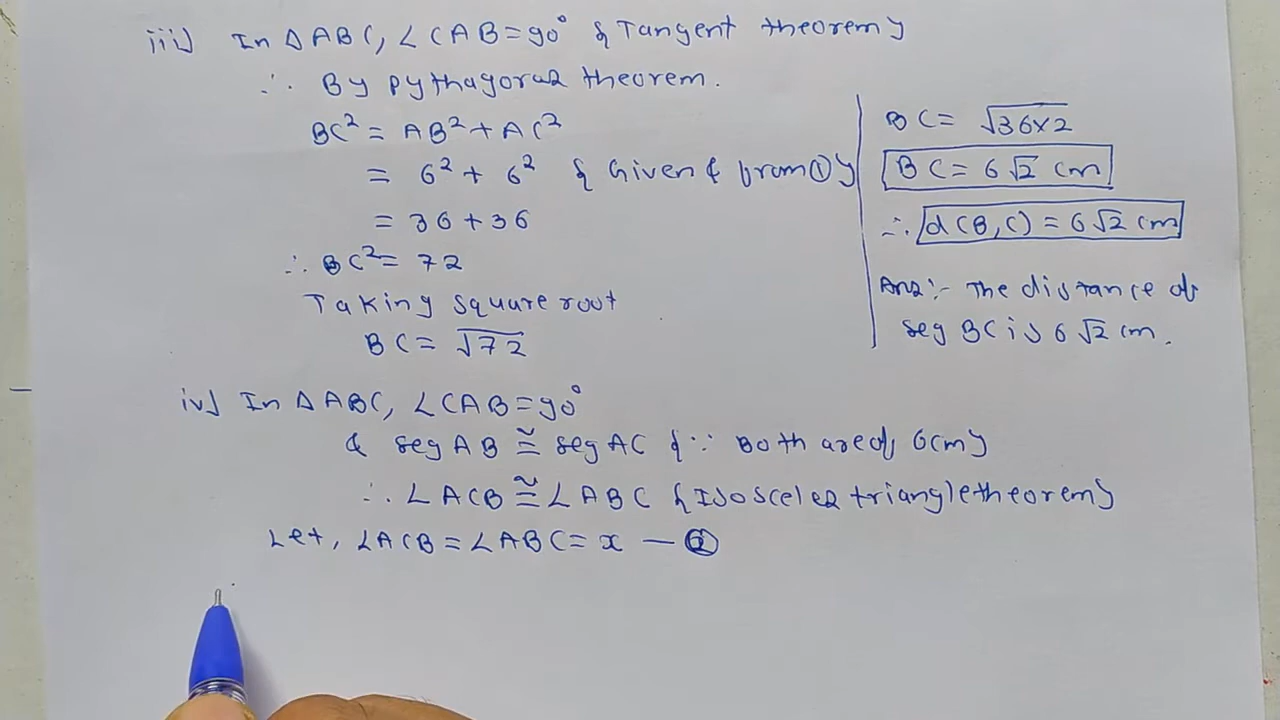 iii) In △ABC, ∠CAB=90° {Tangent theorem}
∴ By pythagoras theorem.
BC² = AB² + AC²
= 6² + 6² { Given & from ①}
= 36 + 36
∴ BC² = 72
Taking square root
BC = √72
BC = √36×2
BC = 6√2 cm
∴ d(B,C) = 6√2 cm
Ans:- The distance of
seg BC is 6√2 cm.
iv) In △ABC, ∠CAB=90°
& seg AB ≅ seg AC {∵ Both are of 6cm}
∴ ∠ACB ≅ ∠ABC {Isosceles triangle theorem}
Let, ∠ACB = ∠ABC = x — ②